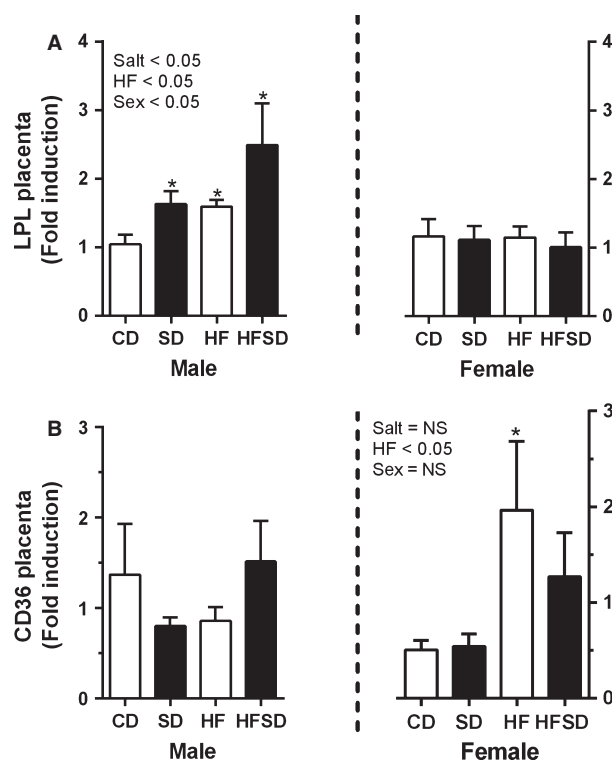 A
Salt < 0.05
HF < 0.05
Sex < 0.05
LPL placenta
(Fold induction)
4
3
2
1
0
*
*
*
CD SD HF HFSD
Male
4
3
2
1
0
CD SD HF HFSD
Female
B
CD36 placenta
(Fold induction)
3
2
1
0
CD SD HF HFSD
Male
Salt = NS
HF < 0.05
Sex = NS
*
3
2
1
0
CD SD HF HFSD
Female